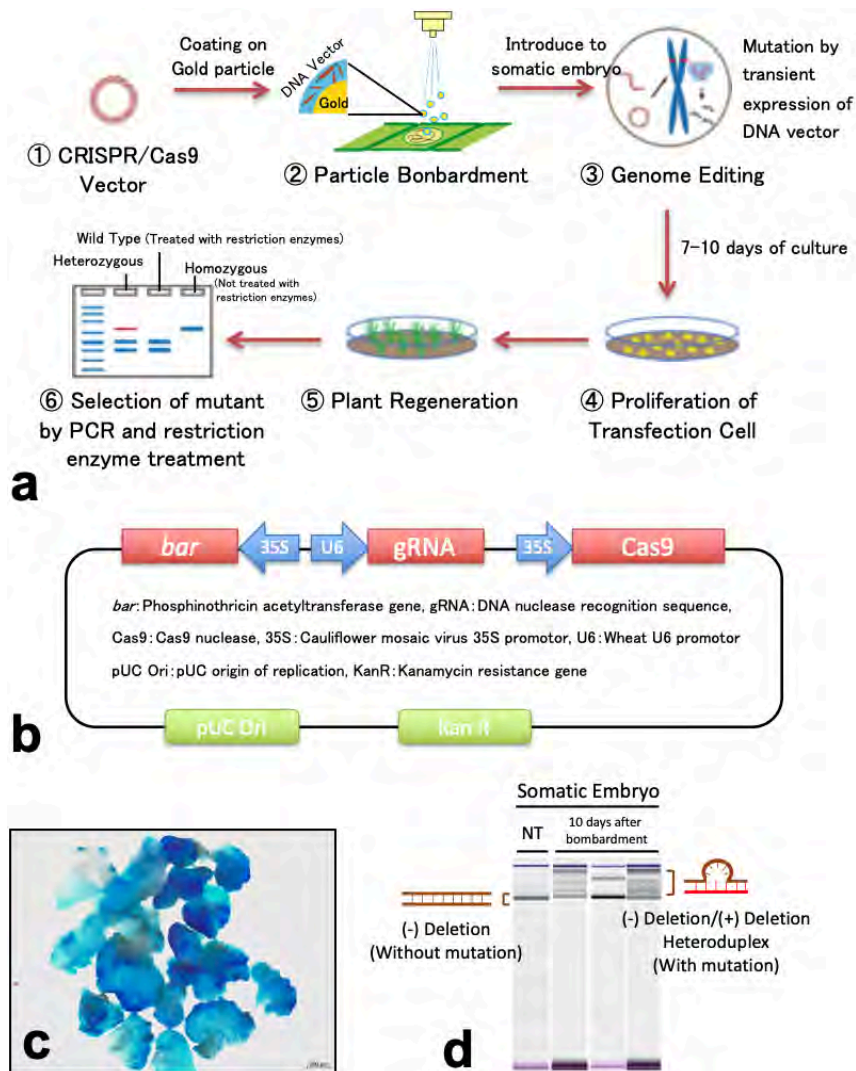 Coating on
Gold particle
DNA Vector
Gold
Introduce to
somatic embryo
Mutation by
transient
expression of
DNA vector
① CRISPR/Cas9
Vector
② Particle Bonbardment
③ Genome Editing
7-10 days of culture
Wild Type (Treated with restriction enzymes)
Heterozygous
Homozygous
(Not treated with
restriction enzymes)
⑥ Selection of mutant
by PCR and restriction
enzyme treatment
⑤ Plant Regeneration
④ Proliferation of
Transfection Cell
a
bar
35S
U6
gRNA
35S
Cas9
bar: Phosphinothricin acetyltransferase gene, gRNA: DNA nuclease recognition sequence,
Cas9: Cas9 nuclease, 35S: Cauliflower mosaic virus 35S promotor, U6: Wheat U6 promotor
pUC Ori: pUC origin of replication, KanR: Kanamycin resistance gene
pUC Ori
Kan R
b
Somatic Embryo
NT
10 days after
bombardment
(-) Deletion
(Without mutation)
(-) Deletion/(+) Deletion
Heteroduplex
(With mutation)
c
d